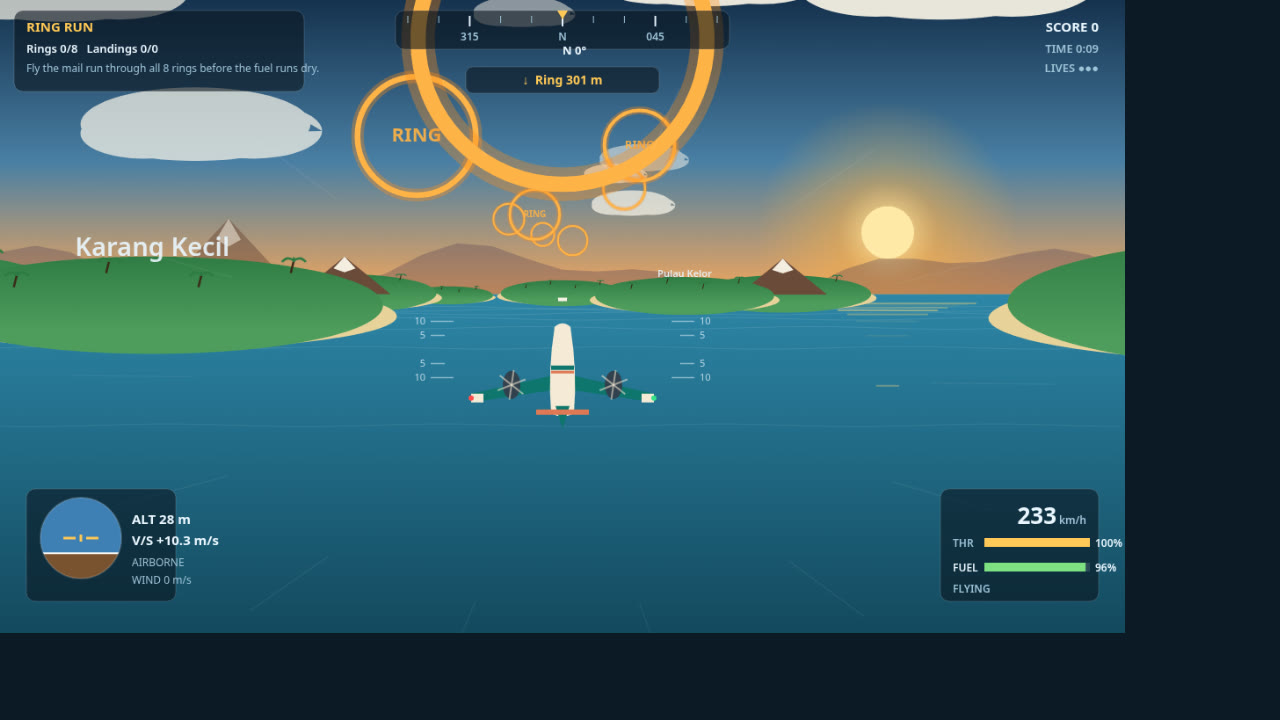 RING RUN
Rings 0/8 Landings 0/0
Fly the mail run through all 8 rings before the fuel runs dry.
315 N 045
N 0°
↓ Ring 301 m
SCORE 0
TIME 0:09
LIVES ●●●
RING
RING
RING
Karang Kecil
Pulau Kelor
10 10
5 5
5 5
10 10
ALT 28 m
V/S +10.3 m/s
AIRBORNE
WIND 0 m/s
233 km/h
THR 100%
FUEL 96%
FLYING